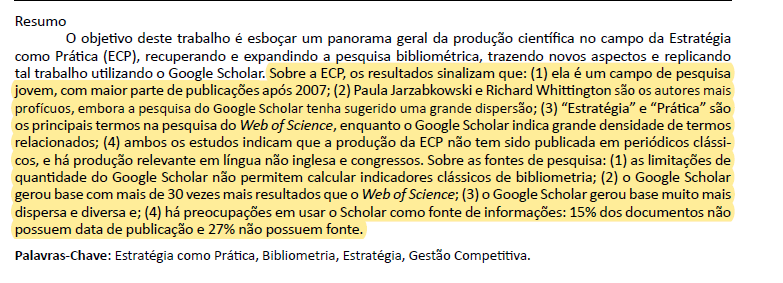 Resumo
O objetivo deste trabalho é esboçar um panorama geral da produção científica no campo da Estratégia
como Prática (ECP), recuperando e expandindo a pesquisa bibliométrica, trazendo novos aspectos e replicando
tal trabalho utilizando o Google Scholar. Sobre a ECP, os resultados sinalizam que: (1) ela é um campo de pesquisa
jovem, com maior parte de publicações após 2007; (2) Paula Jarzabkowski e Richard Whittington são os autores mais
profícuos, embora a pesquisa do Google Scholar tenha sugerido uma grande dispersão; (3) “Estratégia” e “Prática” são
os principais termos na pesquisa do Web of Science, enquanto o Google Scholar indica grande densidade de termos
relacionados; (4) ambos os estudos indicam que a produção da ECP não tem sido publicada em periódicos clássi-
cos, e há produção relevante em língua não inglesa e congressos. Sobre as fontes de pesquisa: (1) as limitações de
quantidade do Google Scholar não permitem calcular indicadores clássicos de bibliometria; (2) o Google Scholar
gerou base com mais de 30 vezes mais resultados que o Web of Science; (3) o Google Scholar gerou base muito mais
dispersa e diversa e; (4) há preocupações em usar o Scholar como fonte de informações: 15% dos documentos não
possuem data de publicação e 27% não possuem fonte.
Palavras-Chave: Estratégia como Prática, Bibliometria, Estratégia, Gestão Competitiva.